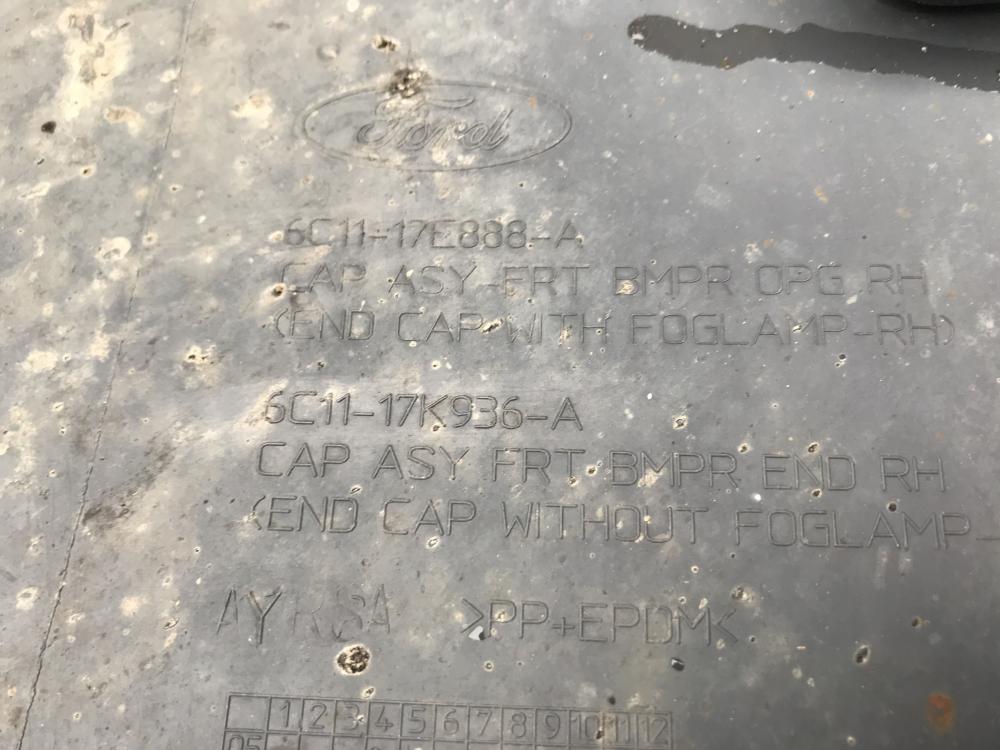 Ford
6C11-17E888-A
CAP ASY-FRT BMPR OPG RH
(END CAP WITH FOGLAMP-RH)
6C11-17K936-A
CAP ASY FRT BMPR END RH
(END CAP WITHOUT FOGLAMP-
>PP+EPDM<
1 2 3 4 5 6 7 8 9 10 11 12
05